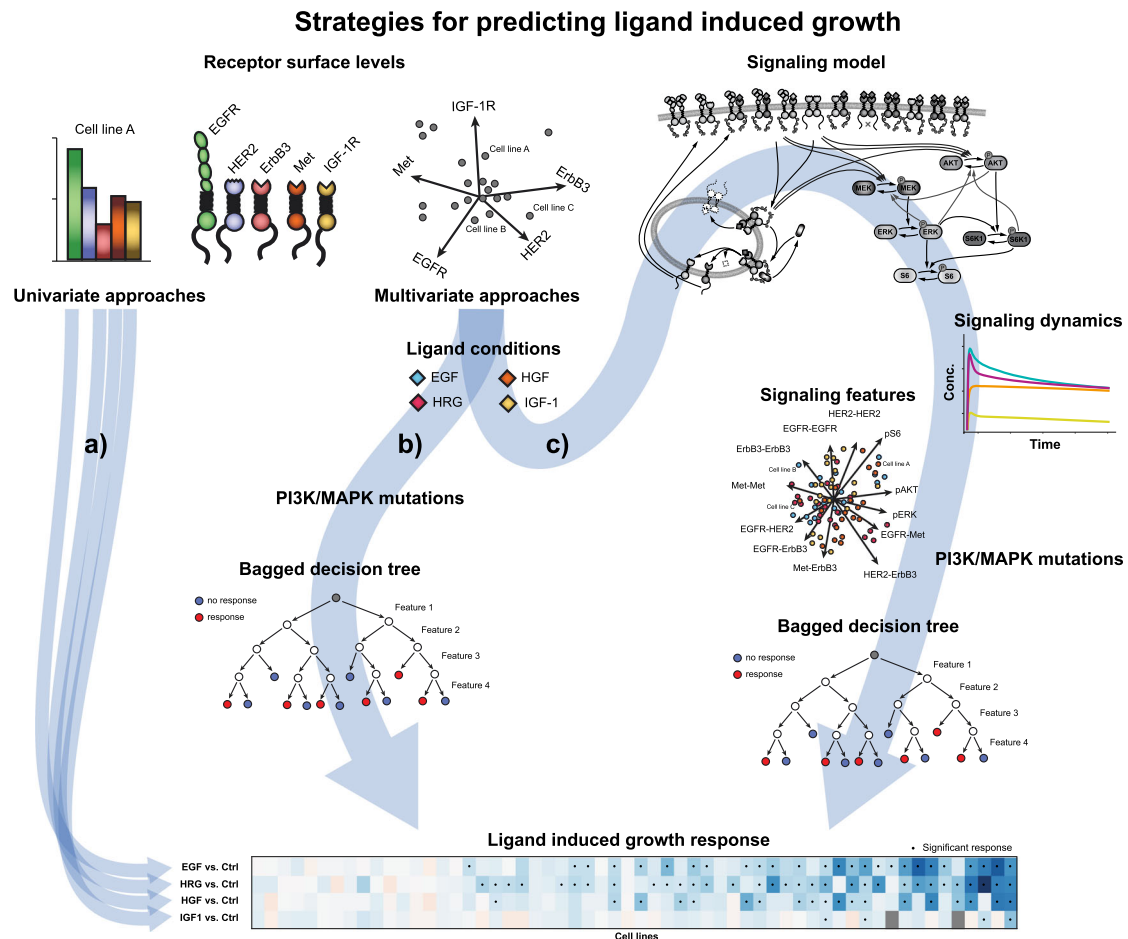 Strategies for predicting ligand induced growth
Receptor surface levels
Signaling model
Cell line A
EGFR
HER2
ErbB3
Met
IGF-1R
IGF-1R
Cell line A
Met
ErbB3
Cell line C
Cell line B
HER2
EGFR
AKT
P
AKT
MEK
P
MEK
ERK
P
ERK
S6K1
P
S6K1
S6
P
S6
Univariate approaches
Multivariate approaches
Signaling dynamics
Conc.
Time
Ligand conditions
EGF
HGF
HRG
IGF-1
a)
b)
c)
Signaling features
HER2-HER2
EGFR-EGFR
pS6
ErbB3-ErbB3
Cell line B
Cell line A
Met-Met
pAKT
Cell line C
pERK
EGFR-HER2
EGFR-Met
EGFR-ErbB3
Met-ErbB3
HER2-ErbB3
PI3K/MAPK mutations
PI3K/MAPK mutations
Bagged decision tree
no response
response
Feature 1
Feature 2
Feature 3
Feature 4
Bagged decision tree
no response
response
Feature 1
Feature 2
Feature 3
Feature 4
Ligand induced growth response
• Significant response
EGF vs. Ctrl
HRG vs. Ctrl
HGF vs. Ctrl
IGF1 vs. Ctrl
Cell lines